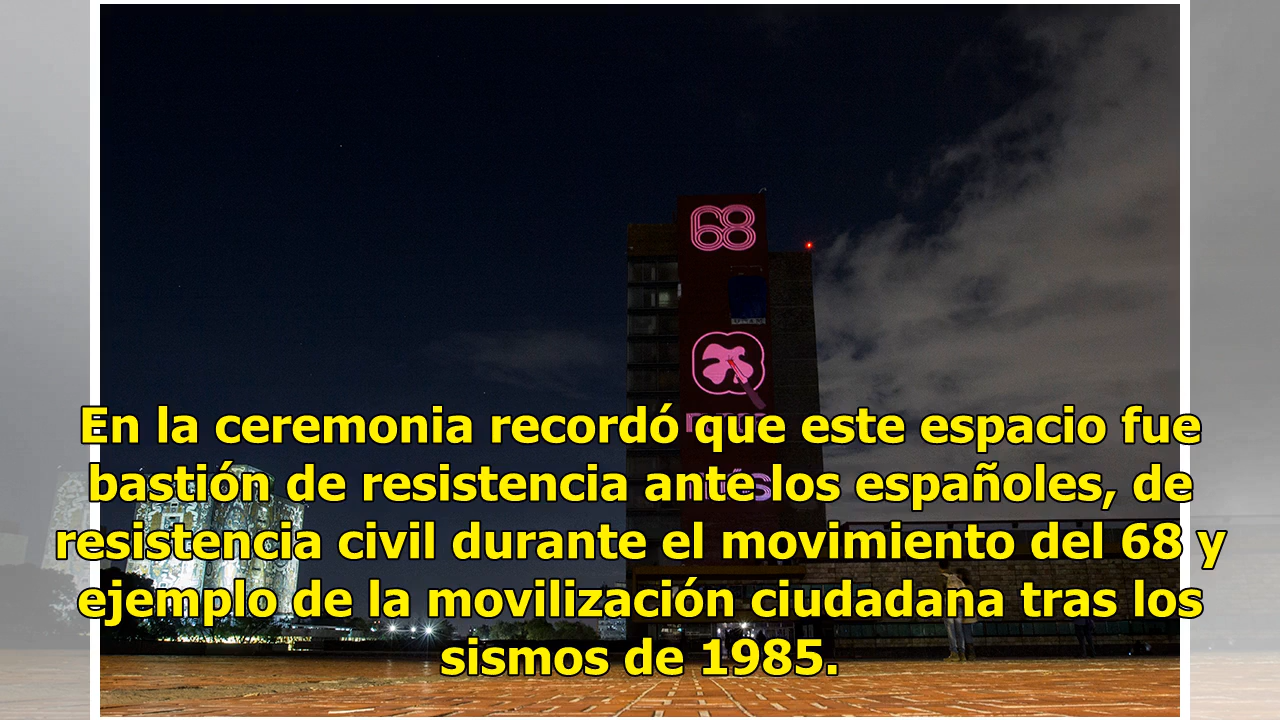 68
En la ceremonia recordó que este espacio fue
bastión de resistencia ante los españoles, de
resistencia civil durante el movimiento del 68 y
ejemplo de la movilización ciudadana tras los
sismos de 1985.